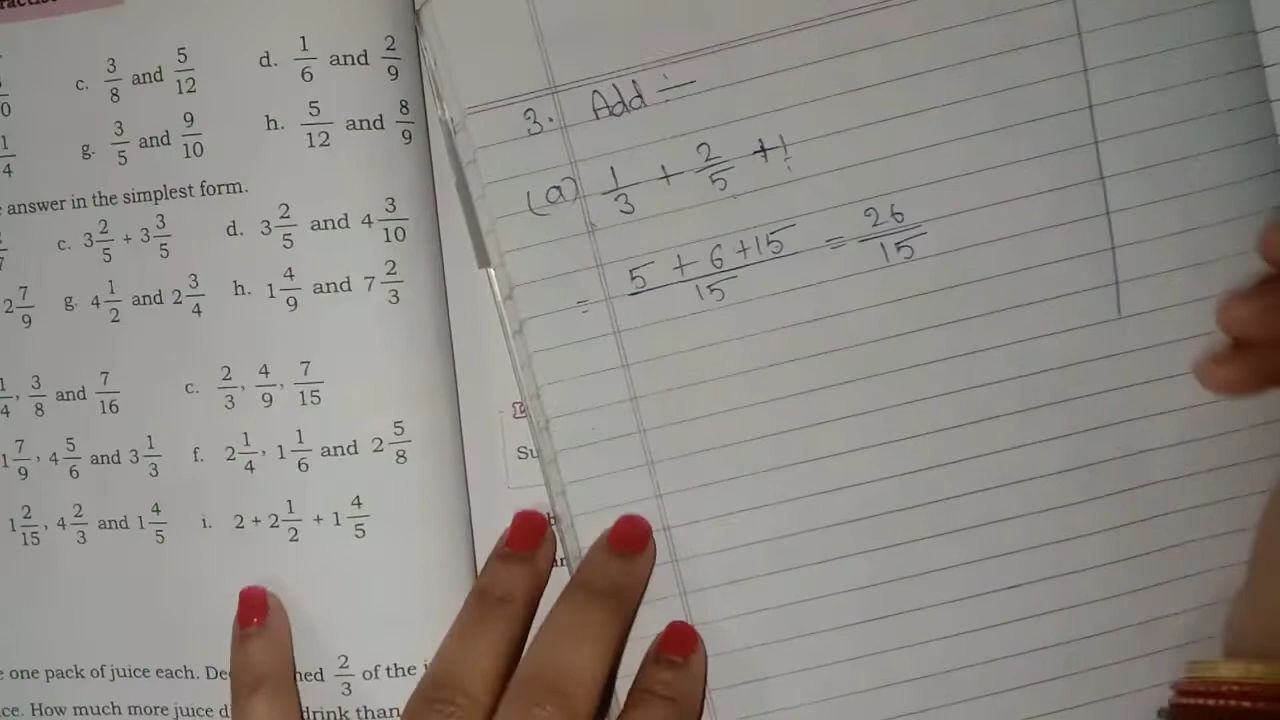 c. 3/8 and 5/12 d. 1/6 and 2/9
g. 3/5 and 9/10 h. 5/12 and 8/9
answer in the simplest form.
c. 3 2/5 + 3 3/5 d. 3 2/5 and 4 3/10
2 7/9 g. 4 1/2 and 2 3/4 h. 1 4/9 and 7 2/3
3/8 and 7/16 c. 2/3, 4/9, 7/15
1 7/9, 4 5/6 and 3 1/3 f. 2 1/4, 1 1/6 and 2 5/8
1 2/15, 4 2/3 and 1 4/5 i. 2 + 2 1/2 + 1 4/5
one pack of juice each. 2/3 of the
How much more juice drink than
3. Add :-
(a) 1/3 + 2/5 + 1
= 5 + 6 + 15/15 = 26/15